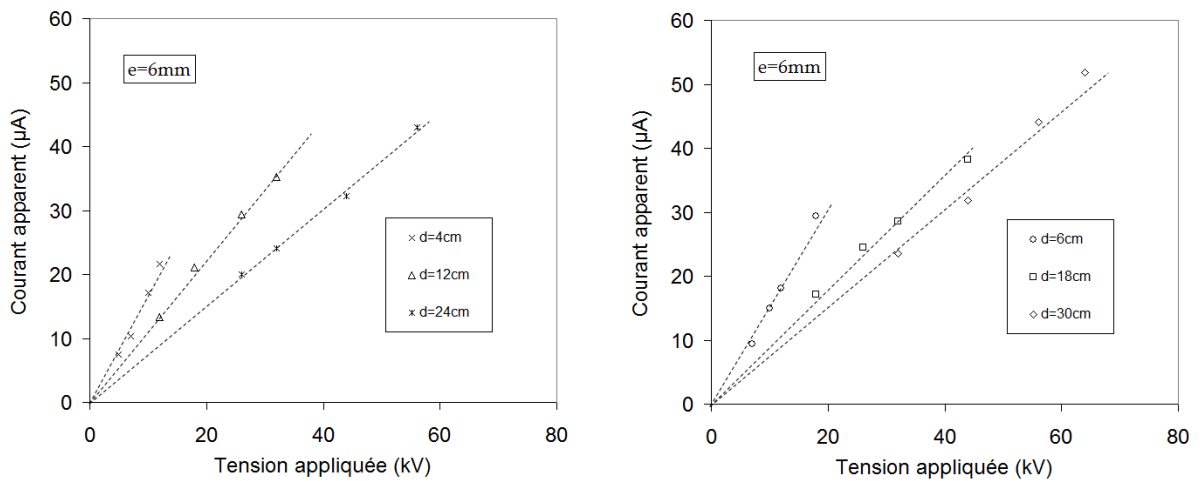 60
50
40
30
20
10
0
0
20
40
60
80
Courant apparent (µA)
Tension appliquée (kV)
e=6mm
d=4cm
d=12cm
d=24cm
60
50
40
30
20
10
0
0
20
40
60
80
Courant apparent (µA)
Tension appliquée (kV)
e=6mm
d=6cm
d=18cm
d=30cm